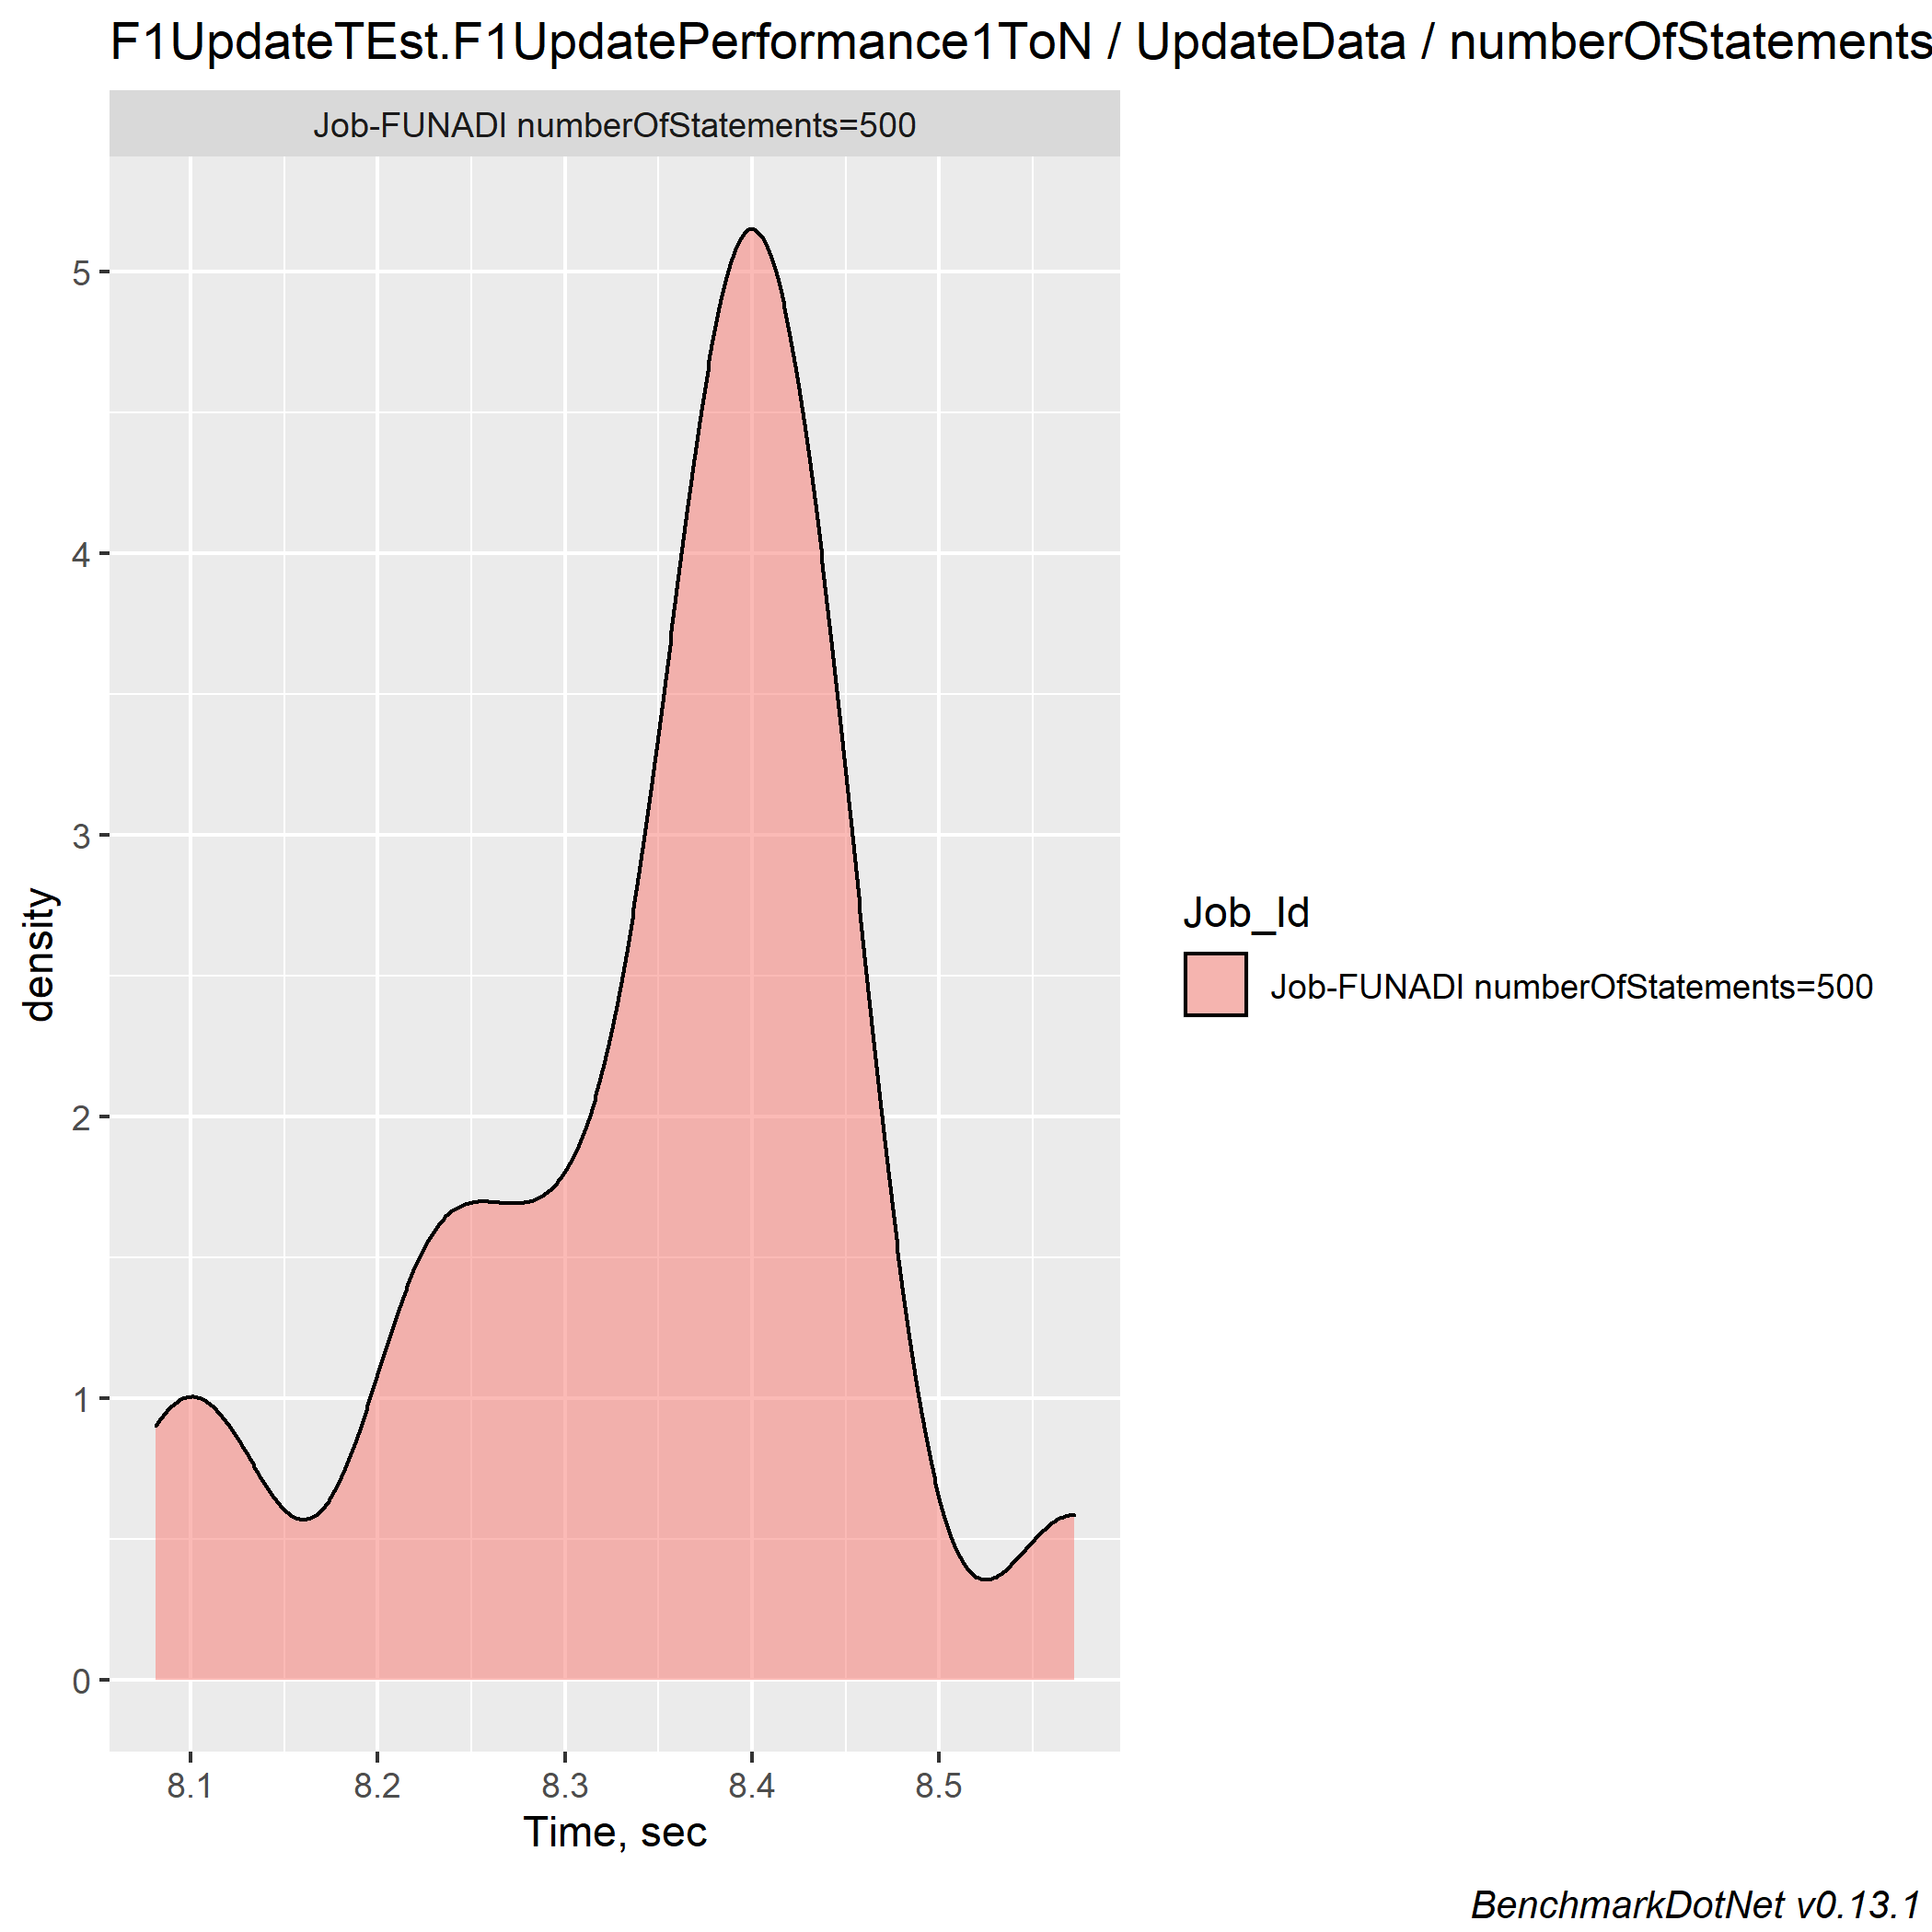 F1UpdateTEst.F1UpdatePerformance1ToN / UpdateData / numberOfStatements
Job-FUNADI numberOfStatements=500
5
4
3
2
1
0
density
8.1 8.2 8.3 8.4 8.5
Time, sec
Job_Id
Job-FUNADI numberOfStatements=500
BenchmarkDotNet v0.13.1